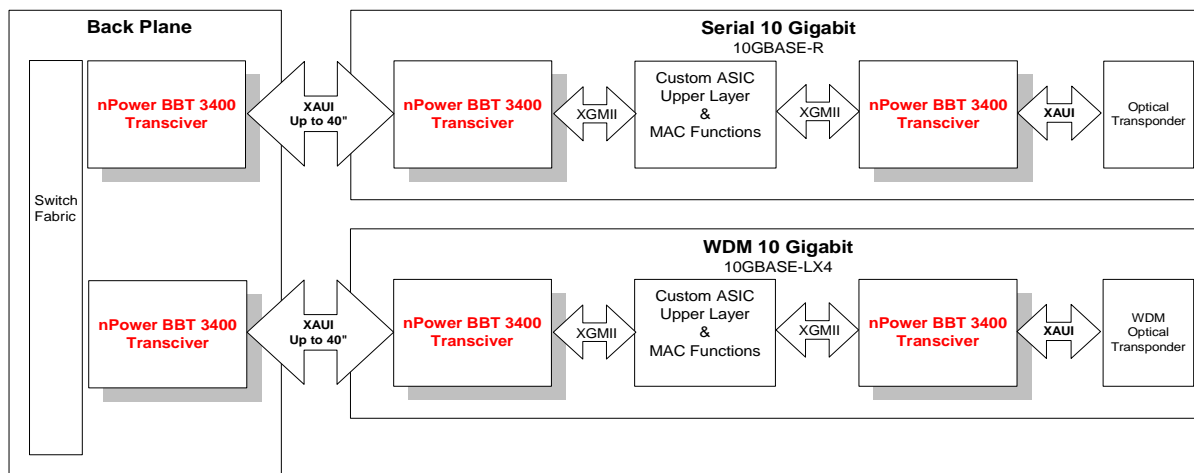 Back Plane
Switch
Fabric
nPower BBT 3400
Transciver
XAUI
Up to 40"
Serial 10 Gigabit
10GBASE-R
nPower BBT 3400
Transciver
XGMII
Custom ASIC
Upper Layer
&
MAC Functions
XGMII
nPower BBT 3400
Transciver
XAUI
Optical
Transponder
nPower BBT 3400
Transciver
XAUI
Up to 40"
WDM 10 Gigabit
10GBASE-LX4
nPower BBT 3400
Transciver
XGMII
Custom ASIC
Upper Layer
&
MAC Functions
XGMII
nPower BBT 3400
Transciver
XAUI
WDM
Optical
Transponder